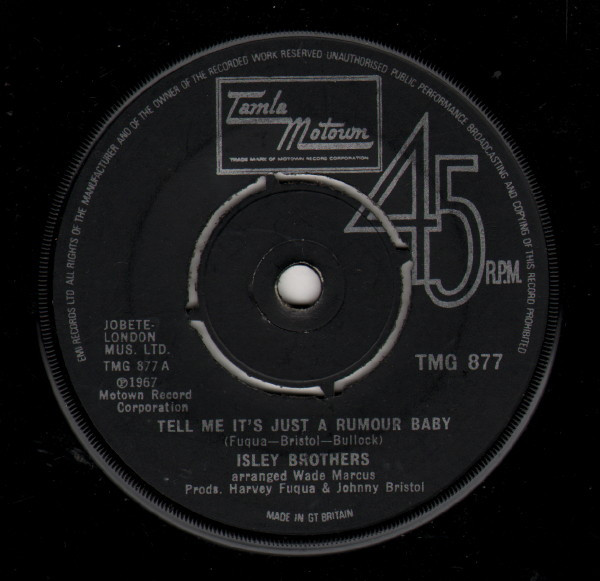 EMI RECORDS LTD ALL RIGHTS OF THE MANUFACTURER AND OF THE OWNER OF THE RECORDED WORK RESERVED UNAUTHORISED PUBLIC PERFORMANCE BROADCASTING AND COPYING OF THIS RECORD PROHIBITED
Tamla
Motown
TRADE MARK OF MOTOWN RECORD CORPORATION
45
R.P.M.
JOBETE-
LONDON
MUS. LTD.
TMG 877 A
℗1967
Motown Record
Corporation
TMG 877
TELL ME IT'S JUST A RUMOUR BABY
(Fuqua—Bristol—Bullock)
ISLEY BROTHERS
arranged Wade Marcus
Prods. Harvey Fuqua & Johnny Bristol
MADE IN GT BRITAIN